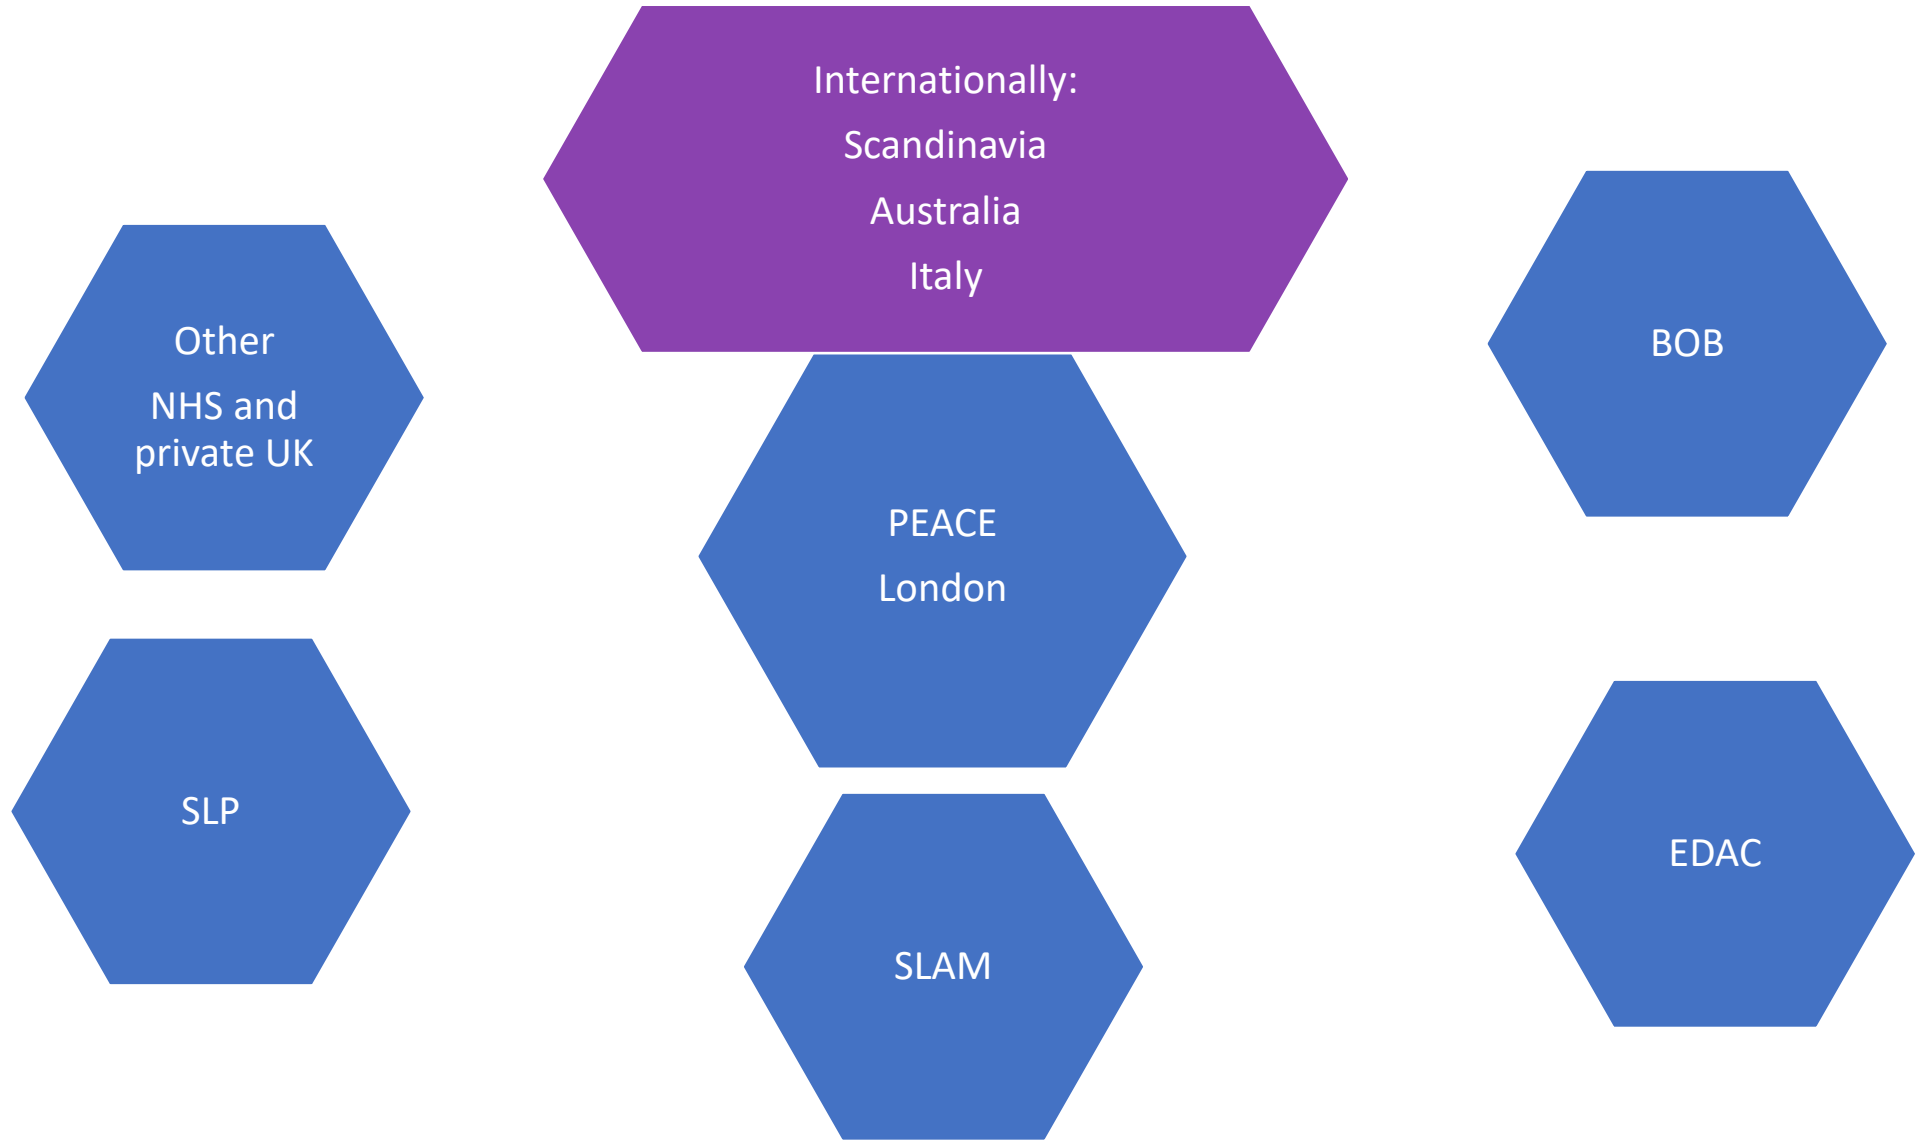 Internationally:
Scandinavia
Australia
Italy
Other
NHS and
private UK
BOB
PEACE
London
SLP
EDAC
SLAM